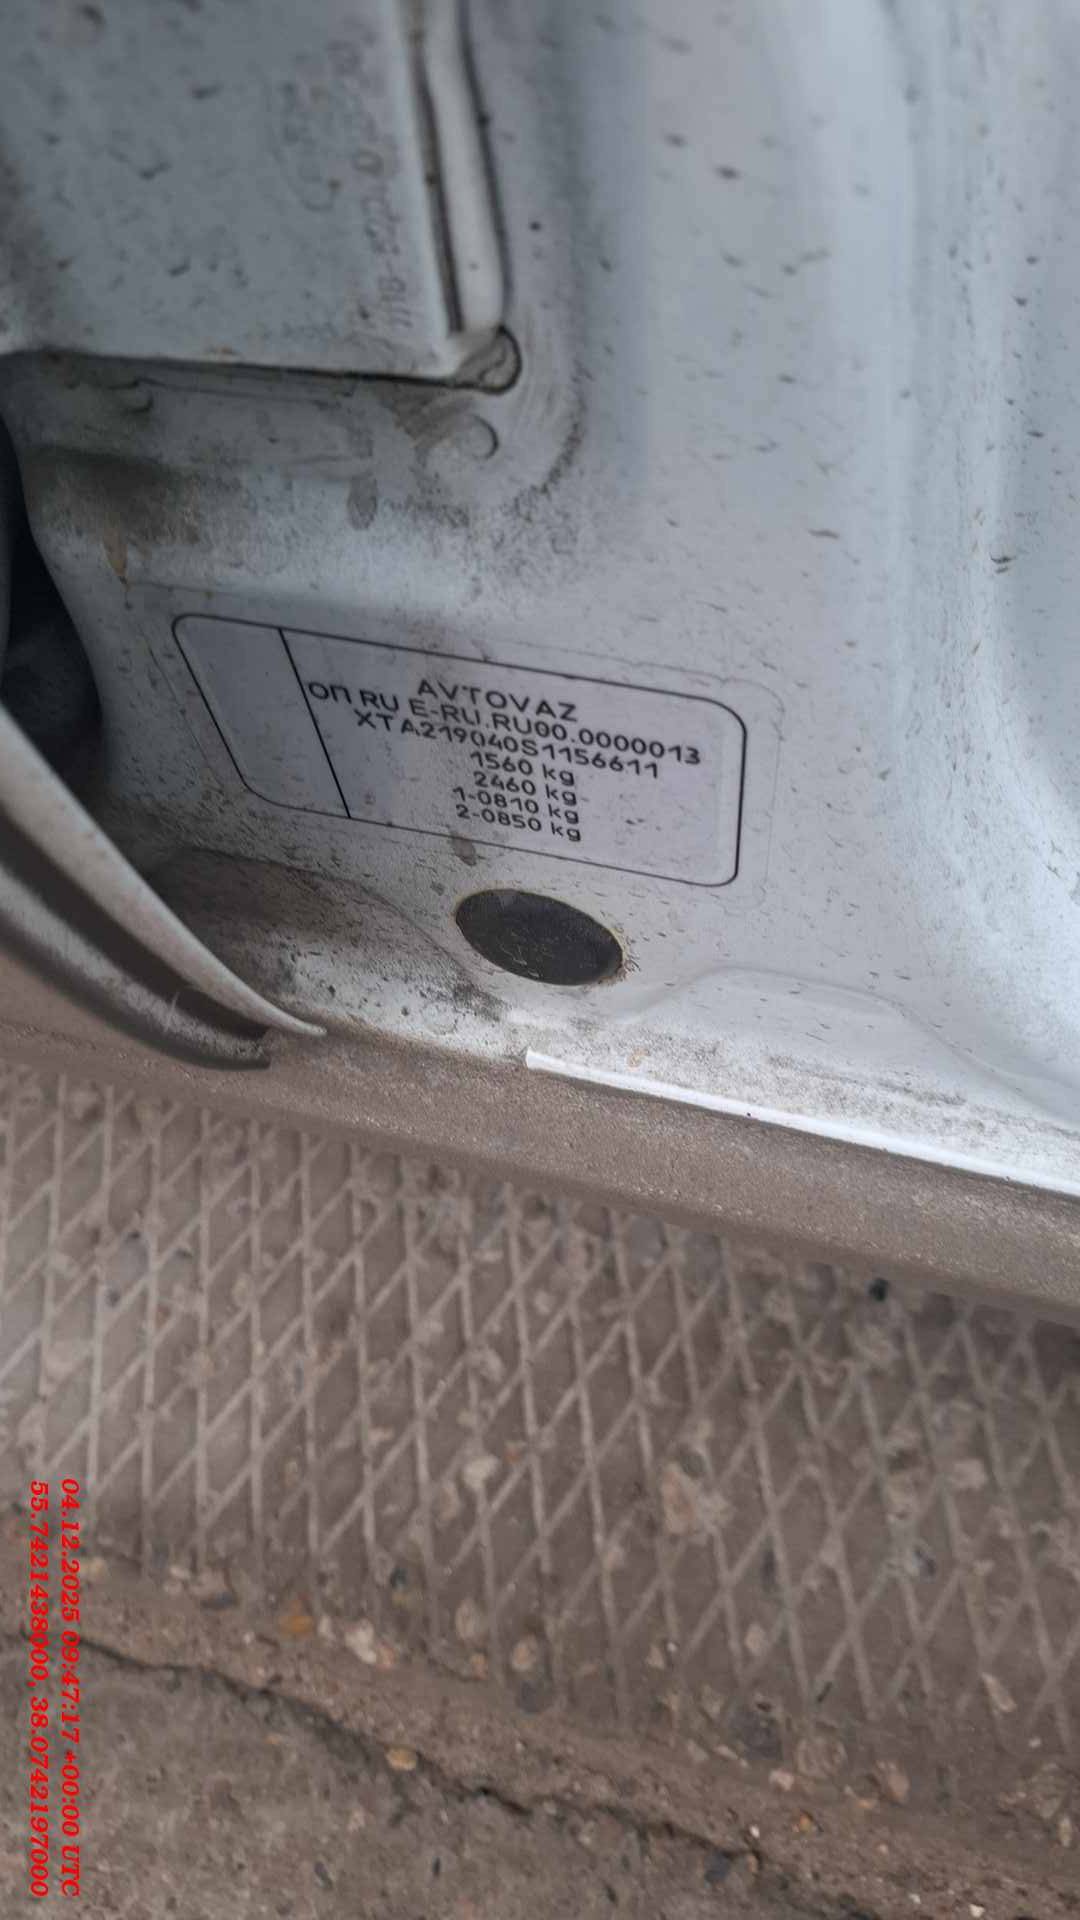 AVTOVAZ
ОП RU E-RU.RU00.0000013
XTA219040S1156611
1560 kg
2460 kg
1-0810 kg
2-0850 kg
04.12.2025 09:47:17 +00:00 UTC
55.7421438000, 38.0742197000